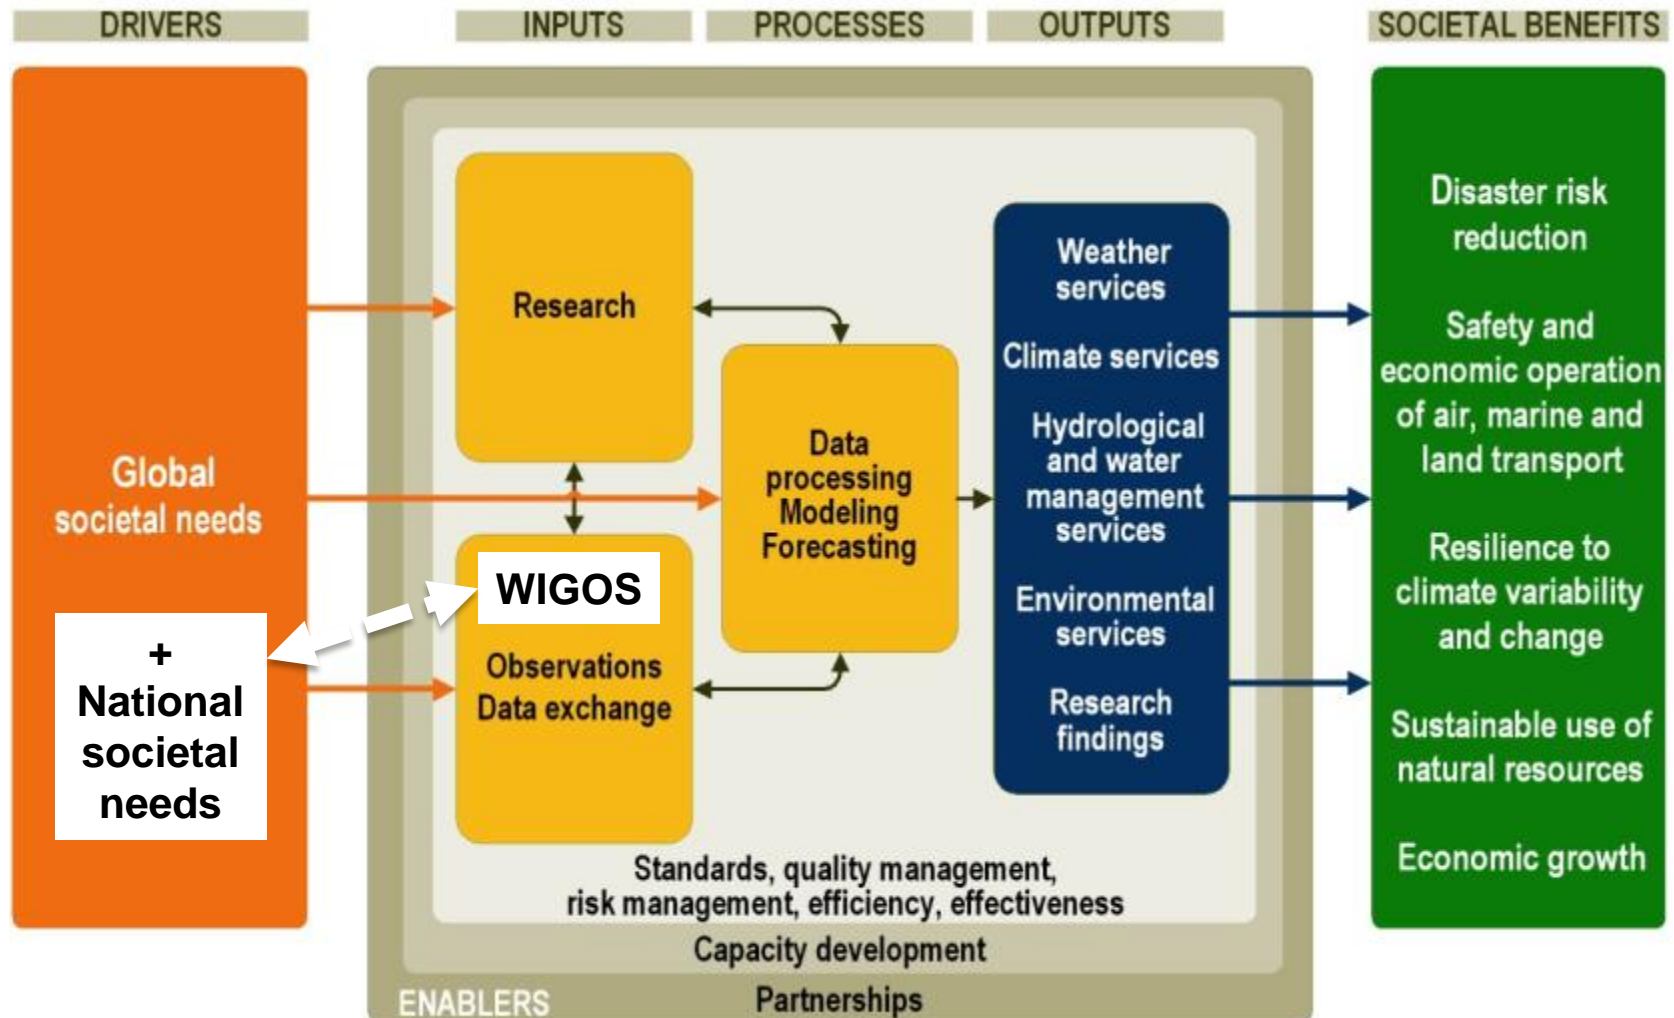 DRIVERS
INPUTS
PROCESSES
OUTPUTS
SOCIETAL BENEFITS
Global
societal needs
+
National
societal
needs
Research
WIGOS
Observations
Data exchange
Data
processing
Modeling
Forecasting
Weather
services
Climate services
Hydrological
and water
management
services
Environmental
services
Research
findings
Disaster risk
reduction
Safety and
economic operation
of air, marine and
land transport
Resilience to
climate variability
and change
Sustainable use of
natural resources
Economic growth
Standards, quality management,
risk management, efficiency, effectiveness
Capacity development
ENABLERS
Partnerships